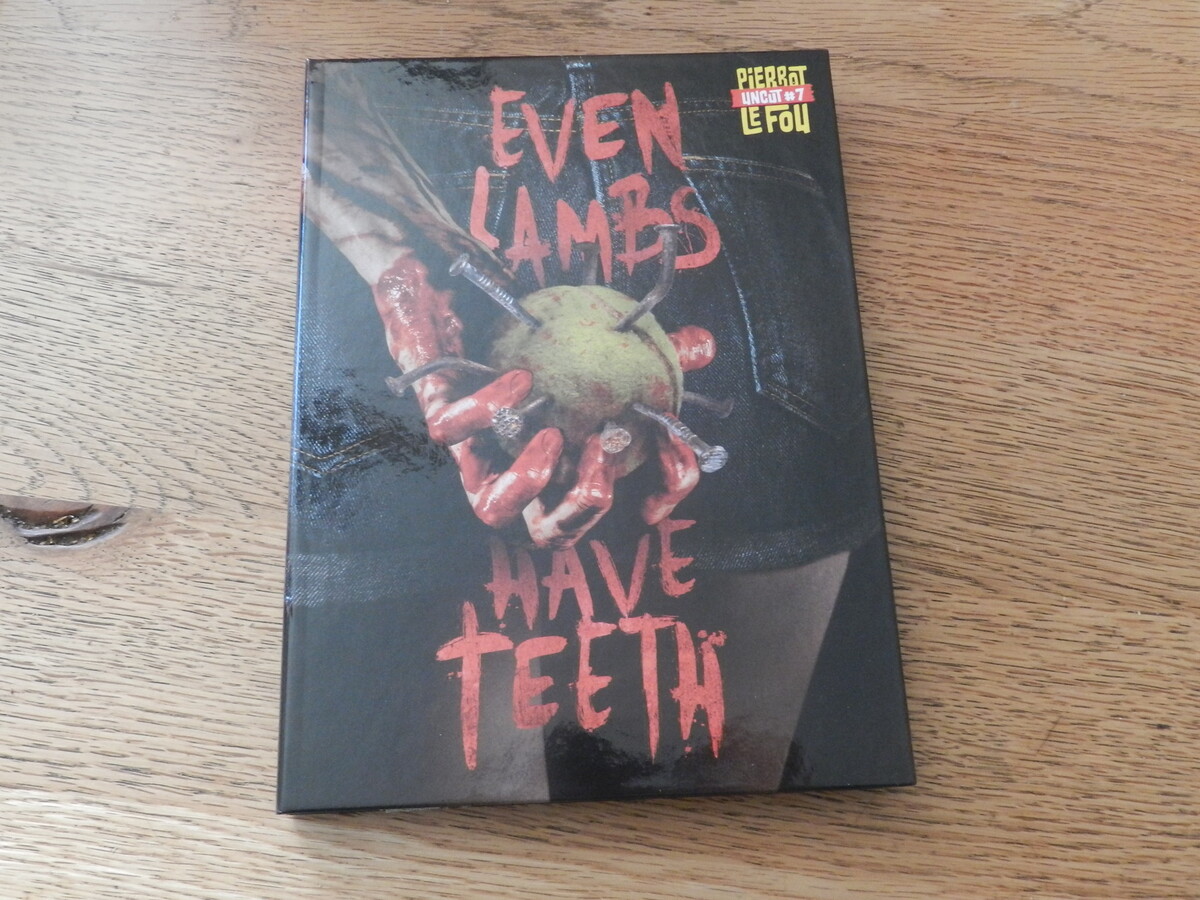 PiERROT
UNCUT #7
LE FOU
EVEN
LAMBS
HAVE
TEETH